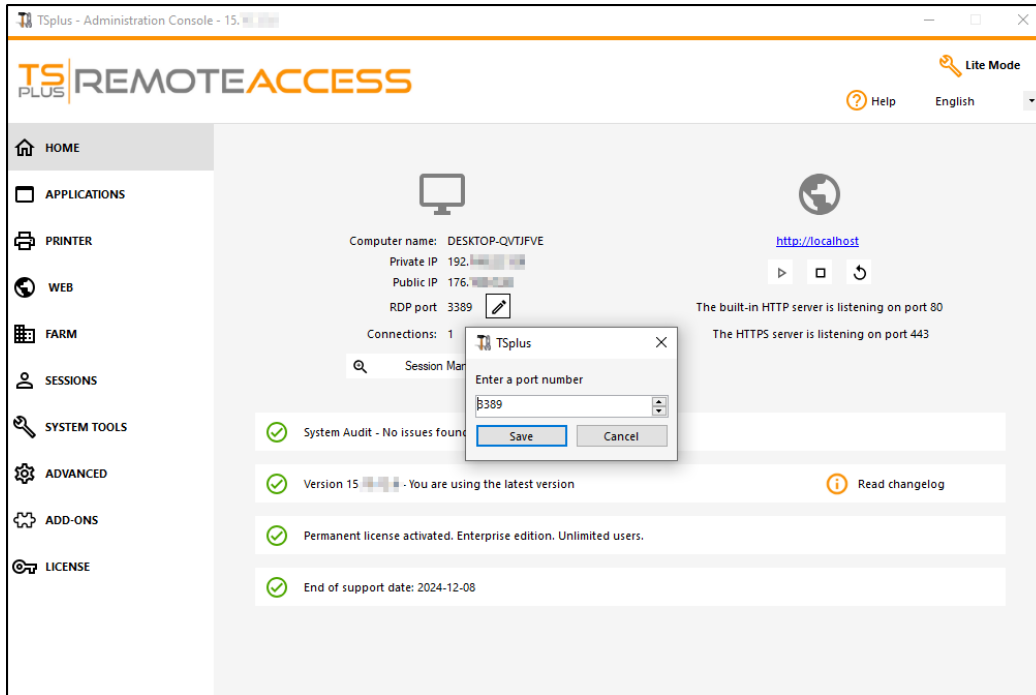 TSplus - Administration Console - 15.
TS PLUS REMOTEACCESS
Lite Mode
Help English
HOME
APPLICATIONS
PRINTER
WEB
FARM
SESSIONS
SYSTEM TOOLS
ADVANCED
ADD-ONS
LICENSE
Computer name: DESKTOP-QVTJFVE
Private IP 192.
Public IP 176.
RDP port 3389
Connections: 1
Session Man
http://localhost
The built-in HTTP server is listening on port 80
The HTTPS server is listening on port 443
TSplus
Enter a port number
3389
Save Cancel
System Audit - No issues found
Version 15 - You are using the latest version
Read changelog
Permanent license activated. Enterprise edition. Unlimited users.
End of support date: 2024-12-08